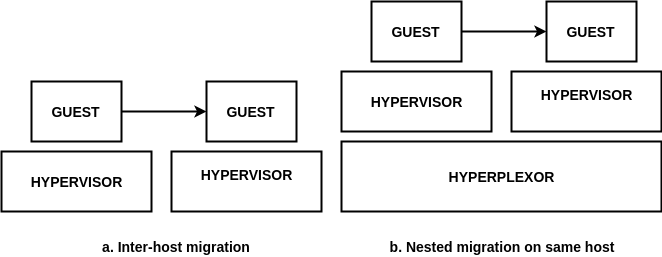 GUEST
GUEST
HYPERVISOR
HYPERVISOR
a. Inter-host migration
GUEST
GUEST
HYPERVISOR
HYPERVISOR
HYPERPLEXOR
b. Nested migration on same host